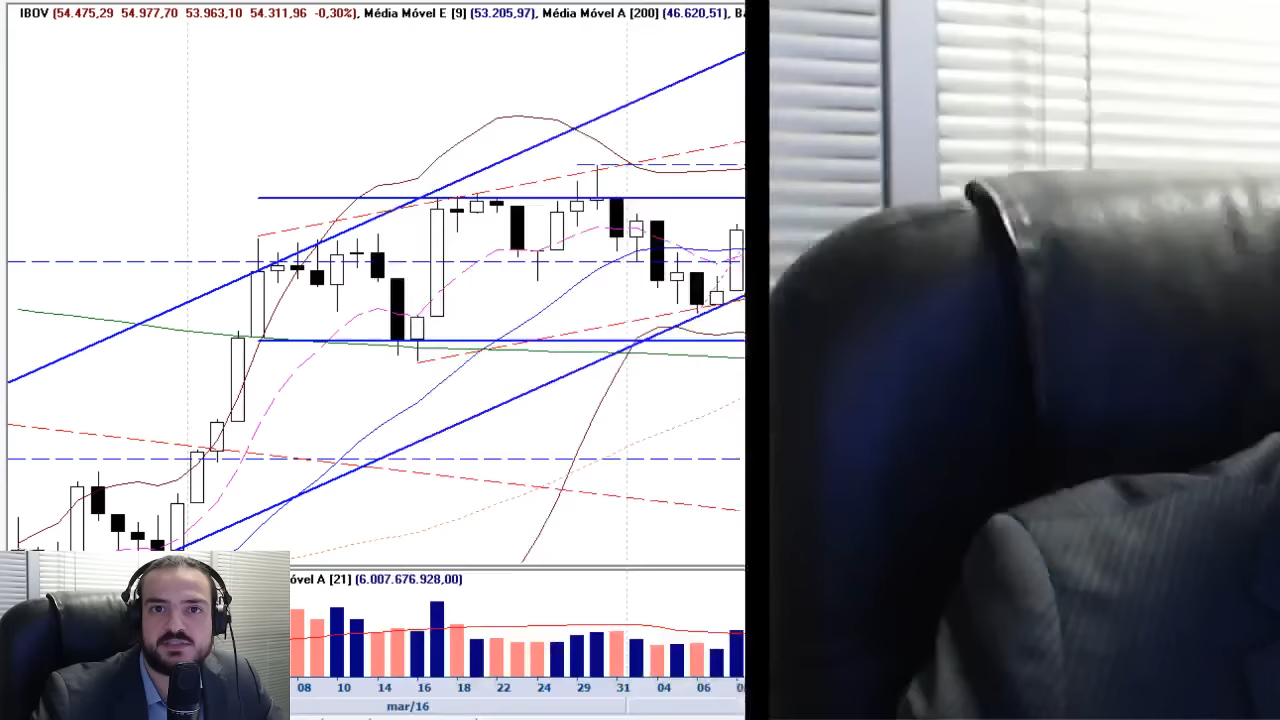 IBOV (54.475,29 54.977,70 53.963,10 54.311,96 -0,30%), Média Móvel E [9] (53.205,97), Média Móvel A [200] (46.620,51), B
óvel A [21] (6.007.676.928,00)
08 10 14 16 18 22 24 29 31 04 06
mar/16